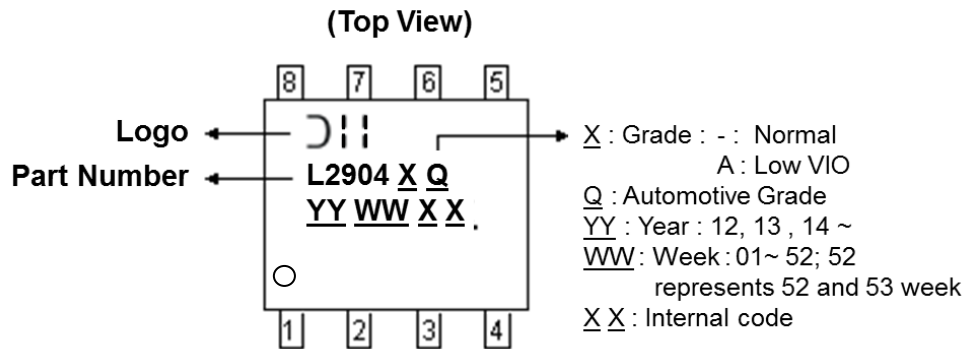 (Top View)
8 7 6 5
Logo
Part Number
L2904 X Q
YY WW X X .
1 2 3 4
X : Grade : - : Normal
A : Low VIO
Q : Automotive Grade
YY : Year : 12, 13 , 14 ~
WW : Week : 01~ 52; 52
represents 52 and 53 week
X X : Internal code